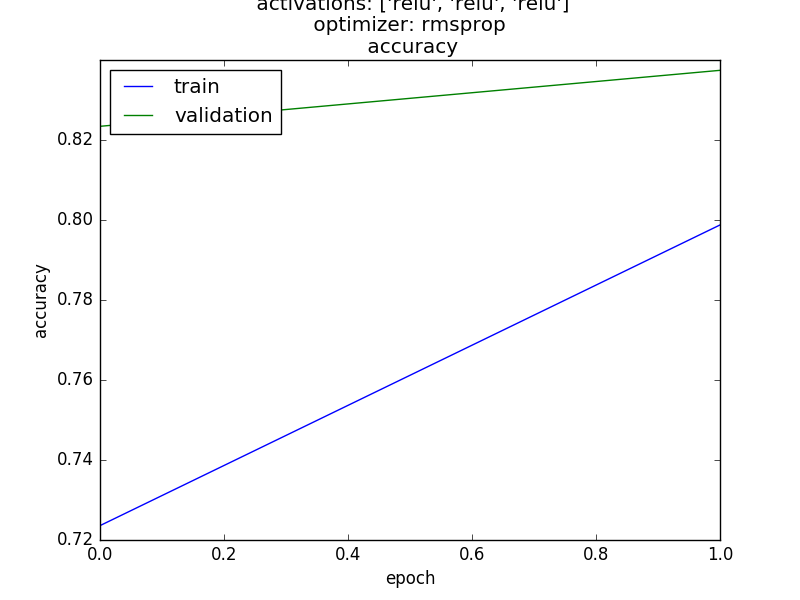 activations: ['relu', 'relu', 'relu']
optimizer: rmsprop
accuracy
train
validation
0.82
0.80
0.78
0.76
0.74
0.72
accuracy
0.0 0.2 0.4 0.6 0.8 1.0
epoch